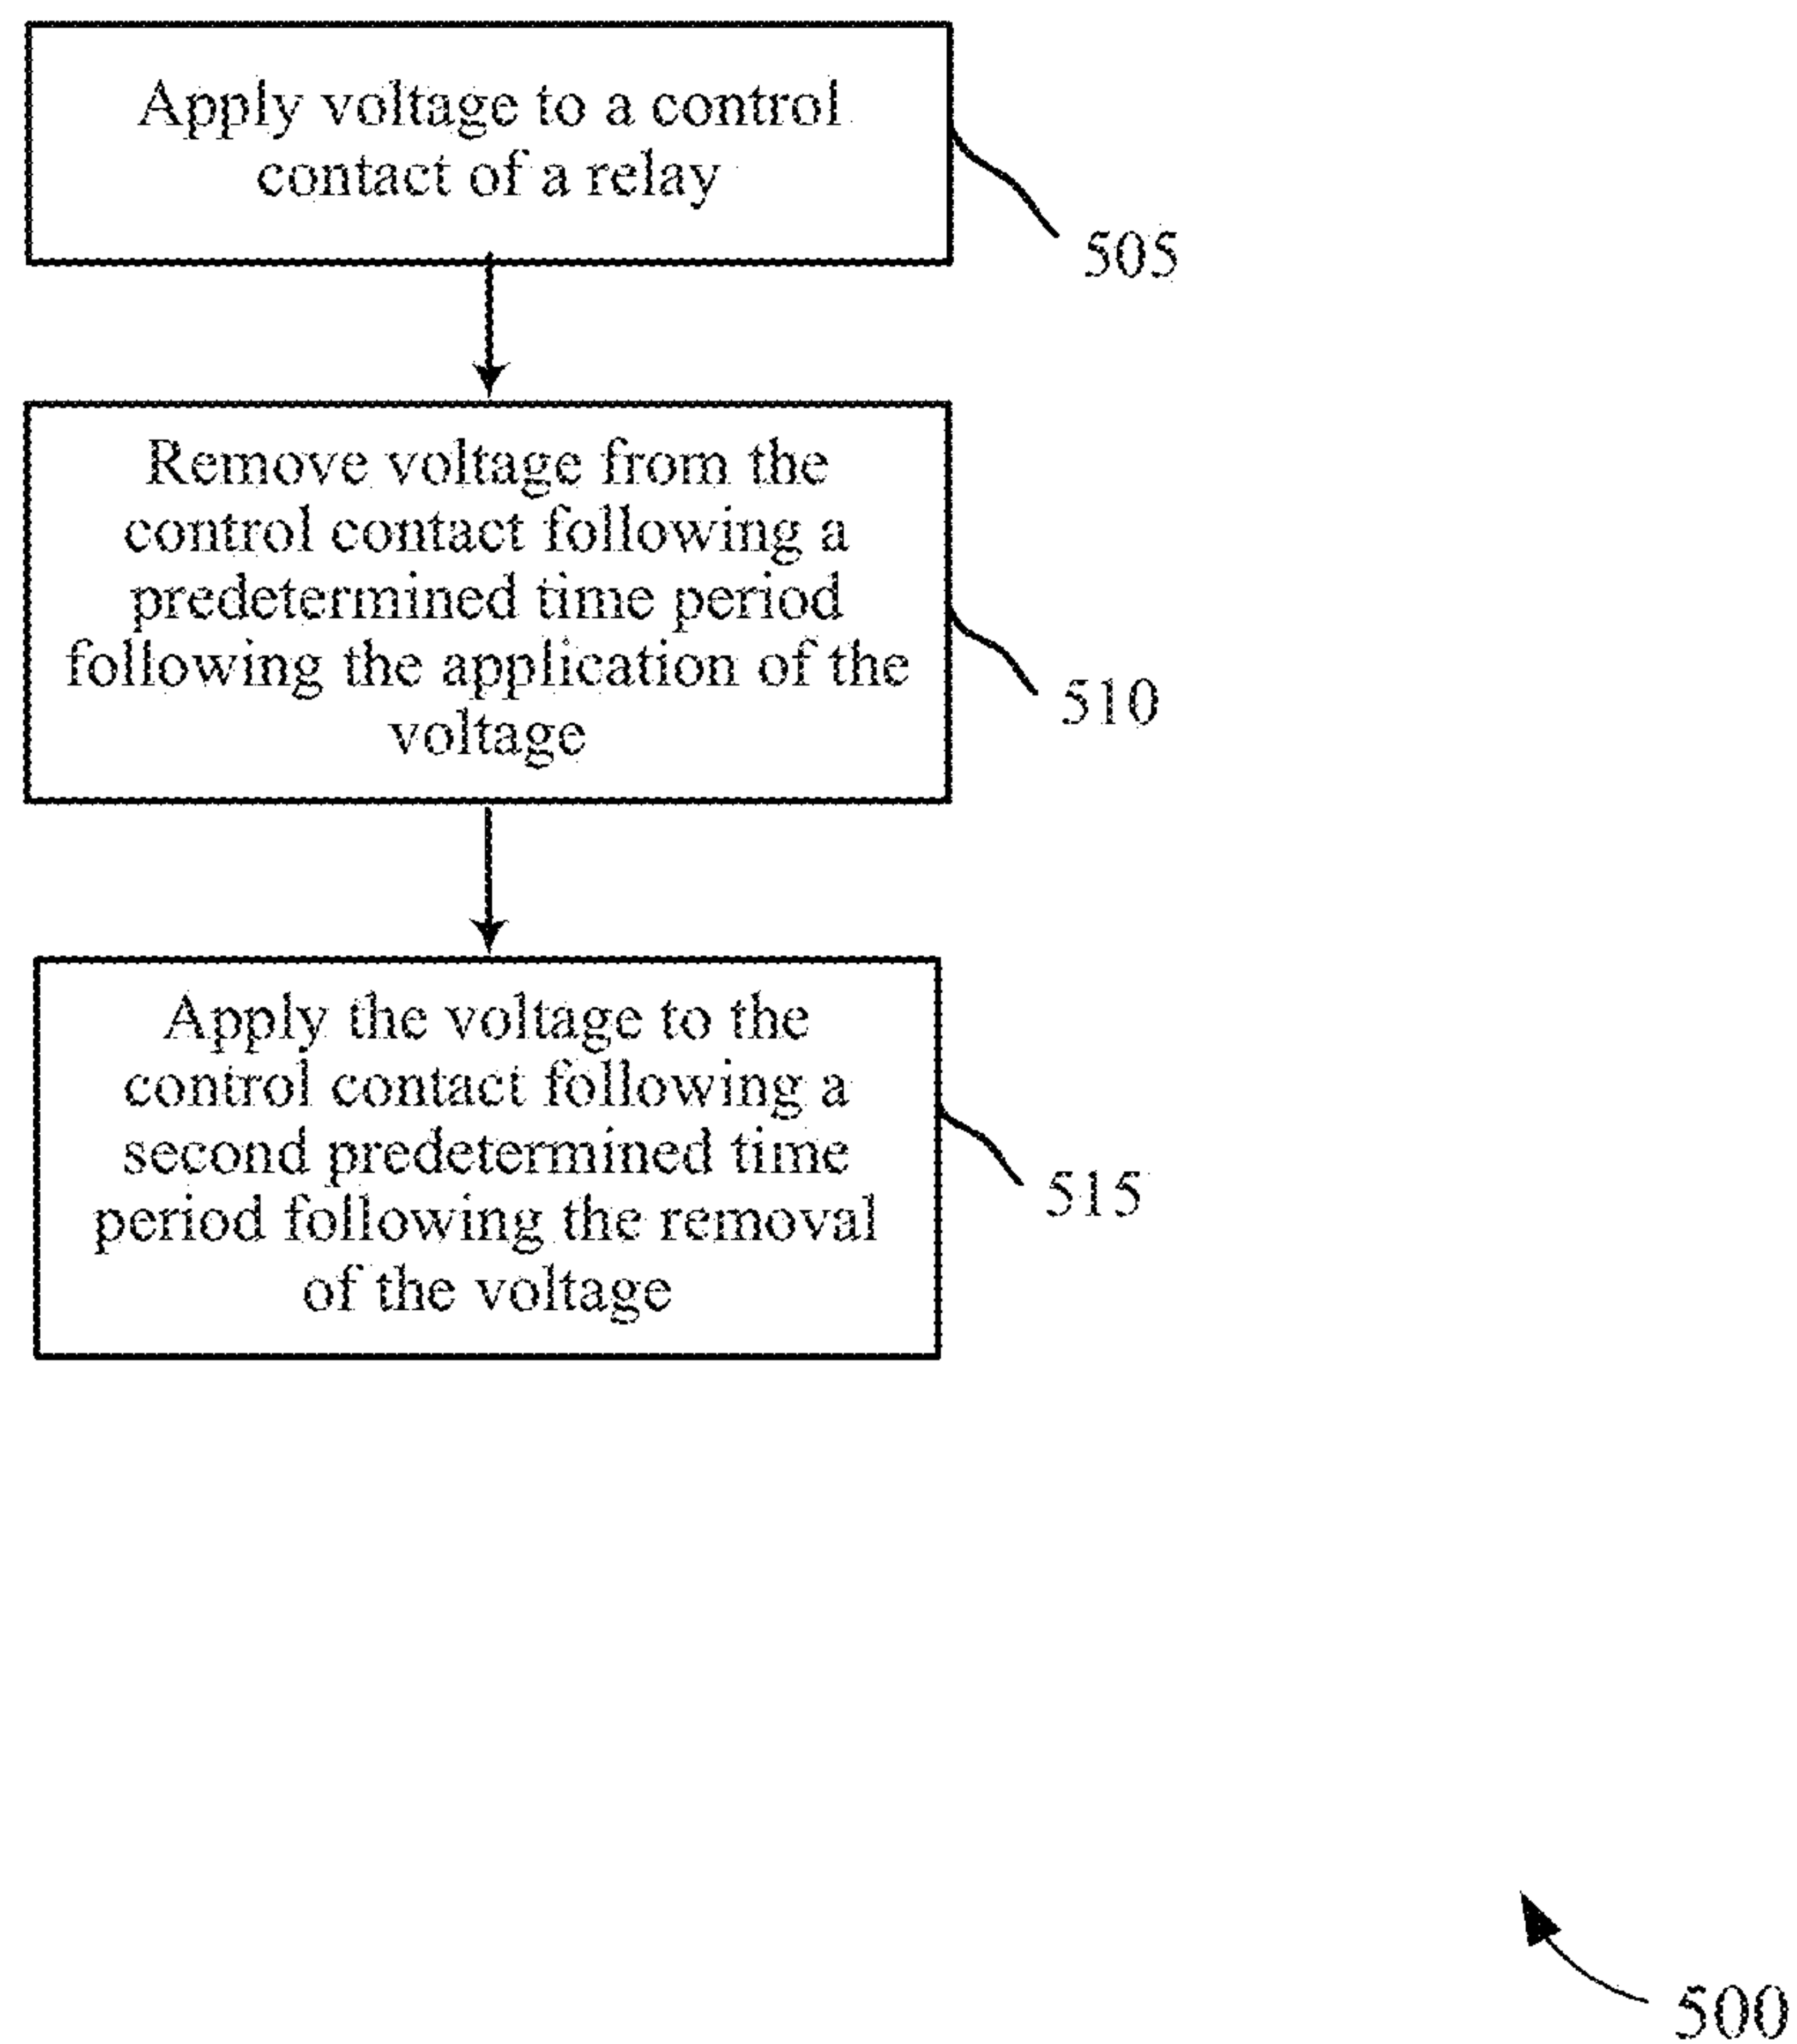 Apply voltage to a control
contact of a relay
505
Remove voltage from the
control contact following a
predetermined time period
following the application of the
voltage
510
Apply the voltage to the
control contact following a
second predetermined time
period following the removal
of the voltage
515
500